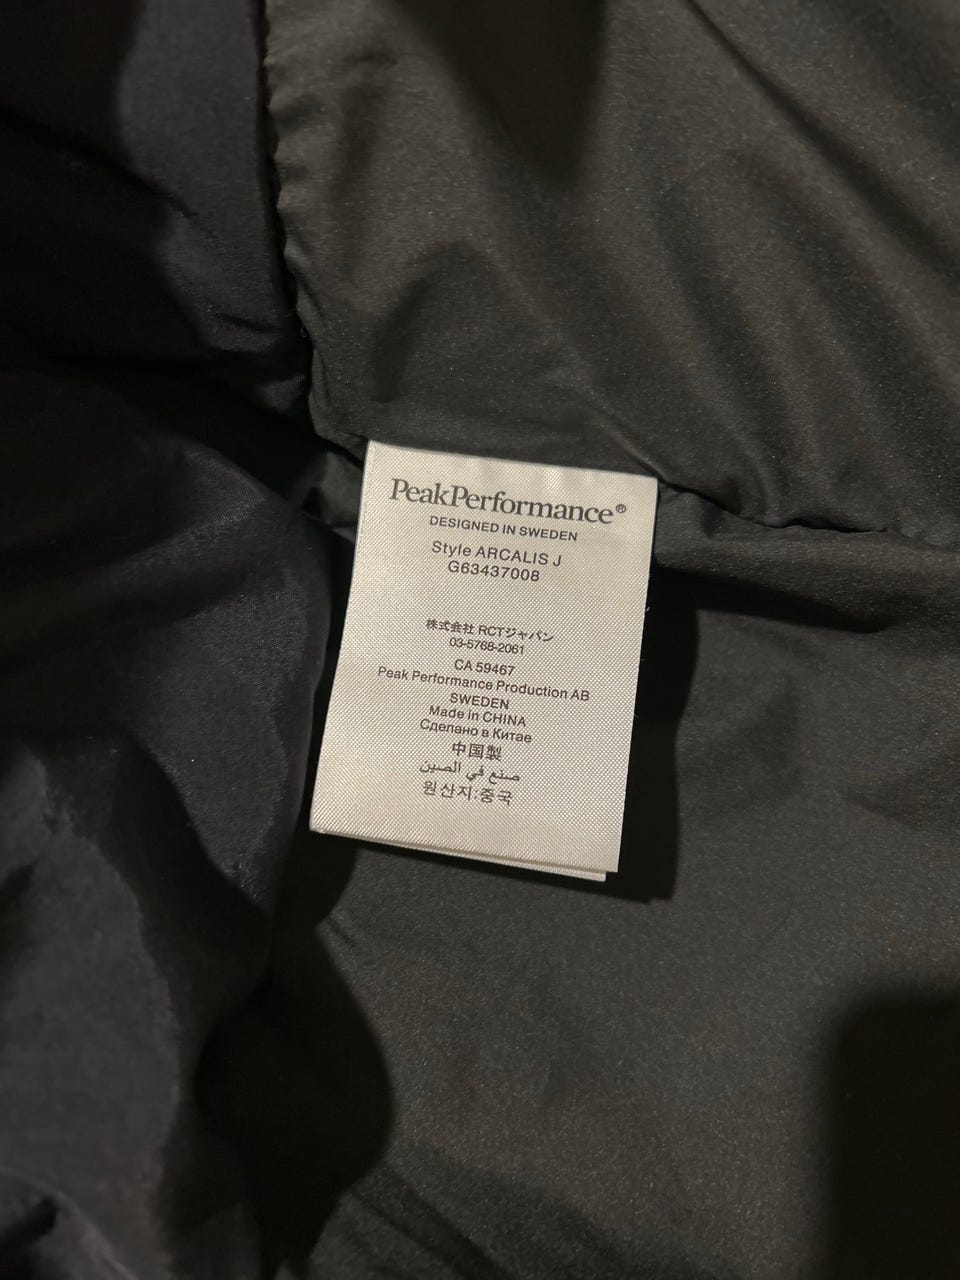 PeakPerformance®
DESIGNED IN SWEDEN
Style ARCALIS J
G63437008
株式会社 RCTジャパン
03-5768-2061
CA 59467
Peak Performance Production AB
SWEDEN
Made in CHINA
Сделано в Китае
中国製
صنع في الصين
원산지:중국